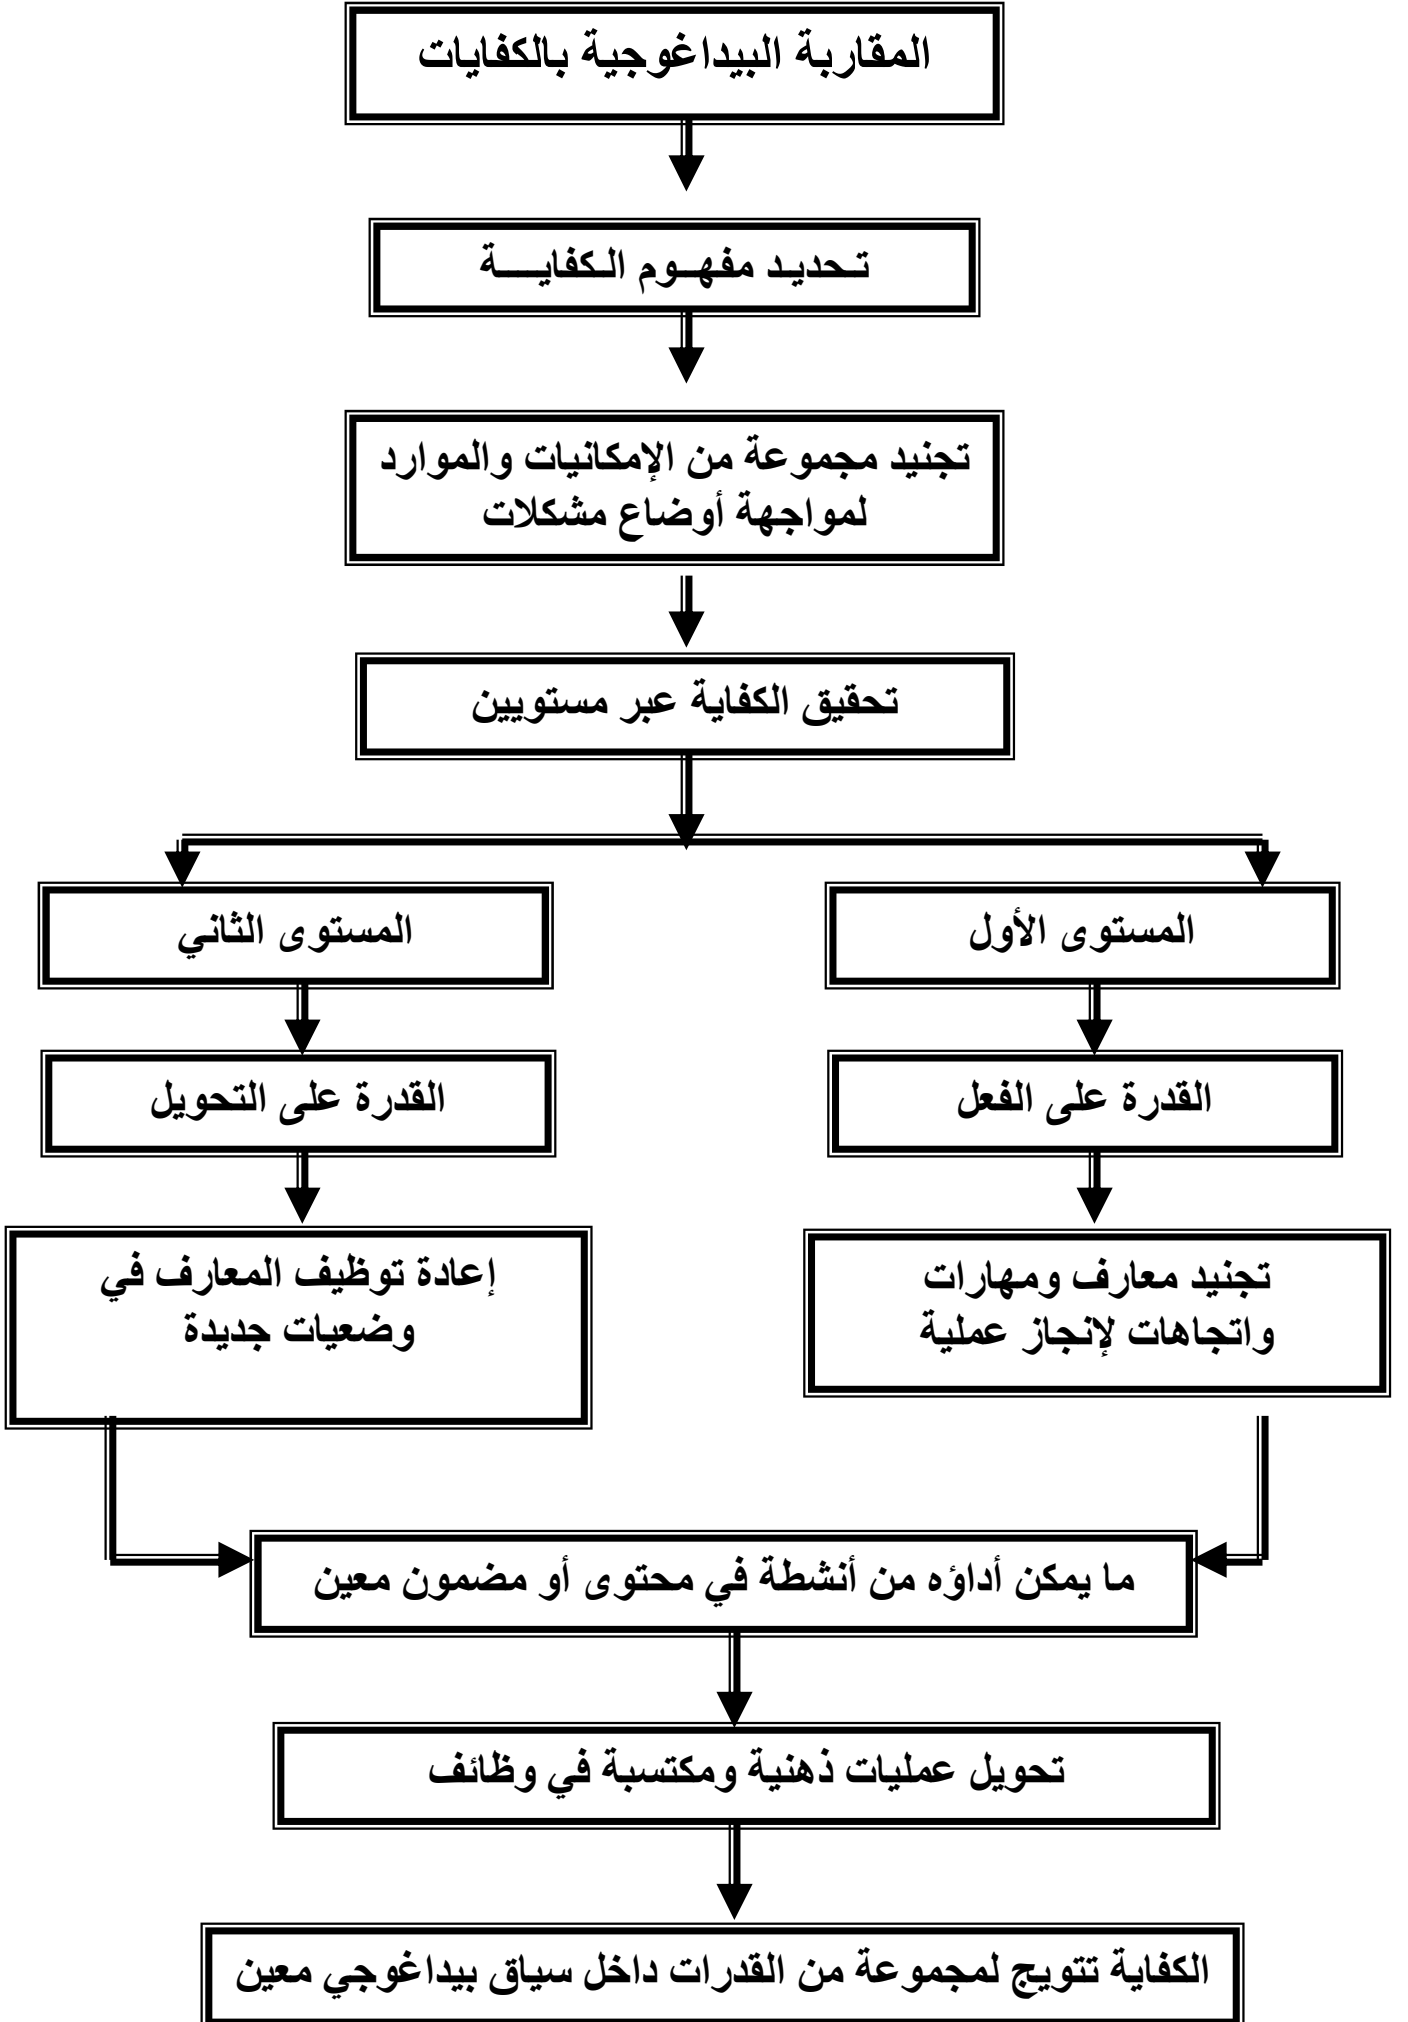 المقاربة البيداغوجية بالكفايات
تـحديـد مفهــوم الـكفايــــة
تجنيد مجموعة من الإمكانيات والموارد
لمواجهة أوضاع مشكلات
تحقيق الكفاية عبر مستويين
المستوى الأول
المستوى الثاني
القدرة على الفعل
القدرة على التحويل
تجنيد معارف ومهارات
واتجاهات لإنجاز عملية
إعادة توظيف المعارف في
وضعيات جديدة
ما يمكن أداؤه من أنشطة في محتوى أو مضمون معين
تحويل عمليات ذهنية ومكتسبة في وظائف
الكفاية تتويج لمجموعة من القدرات داخل سياق بيداغوجي معين